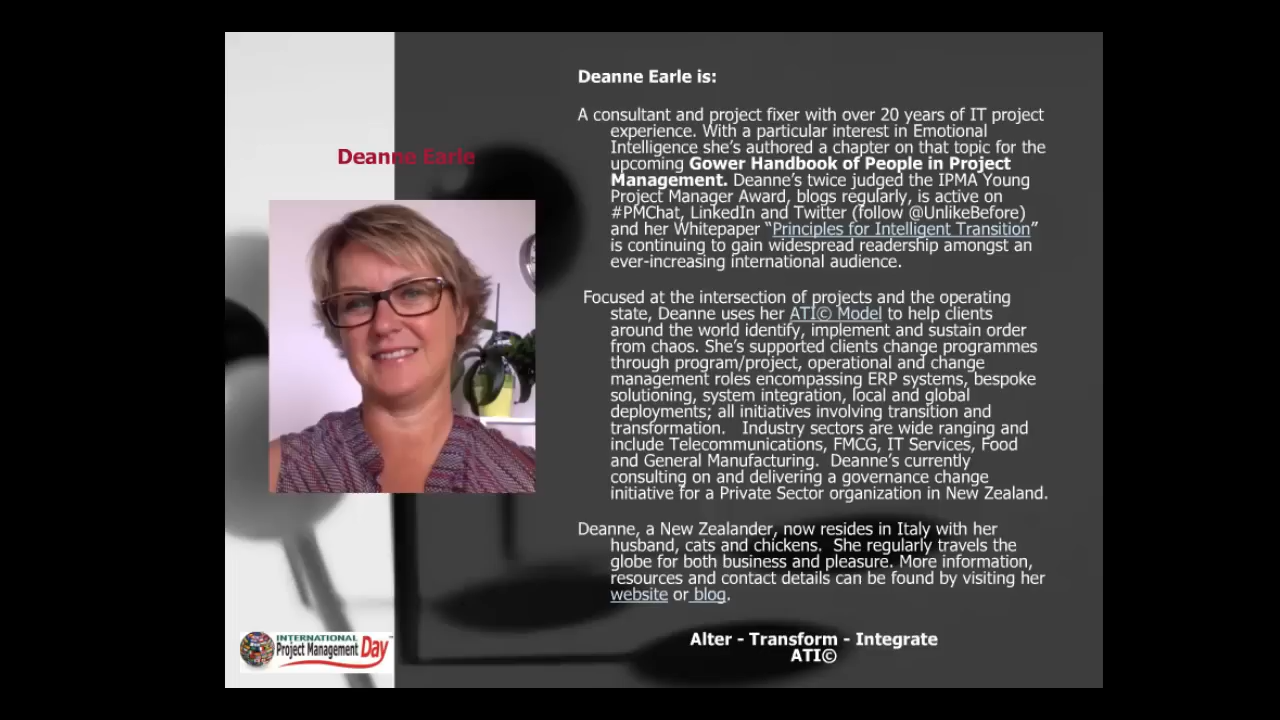 Deanne Earle
Deanne Earle is:
A consultant and project fixer with over 20 years of IT project
experience. With a particular interest in Emotional
Intelligence she's authored a chapter on that topic for the
upcoming Gower Handbook of People in Project
Management. Deanne's twice judged the IPMA Young
Project Manager Award, blogs regularly, is active on
#PMChat, LinkedIn and Twitter (follow @UnlikeBefore)
and her Whitepaper “Principles for Intelligent Transition”
is continuing to gain widespread readership amongst an
ever-increasing international audience.
Focused at the intersection of projects and the operating
state, Deanne uses her ATI© Model to help clients
around the world identify, implement and sustain order
from chaos. She's supported clients change programmes
through program/project, operational and change
management roles encompassing ERP systems, bespoke
solutioning, system integration, local and global
deployments; all initiatives involving transition and
transformation. Industry sectors are wide ranging and
include Telecommunications, FMCG, IT Services, Food
and General Manufacturing. Deanne's currently
consulting on and delivering a governance change
initiative for a Private Sector organization in New Zealand.
Deanne, a New Zealander, now resides in Italy with her
husband, cats and chickens. She regularly travels the
globe for both business and pleasure. More information,
resources and contact details can be found by visiting her
website or blog.
Alter - Transform - Integrate
ATI©
INTERNATIONAL
Project Management Day™